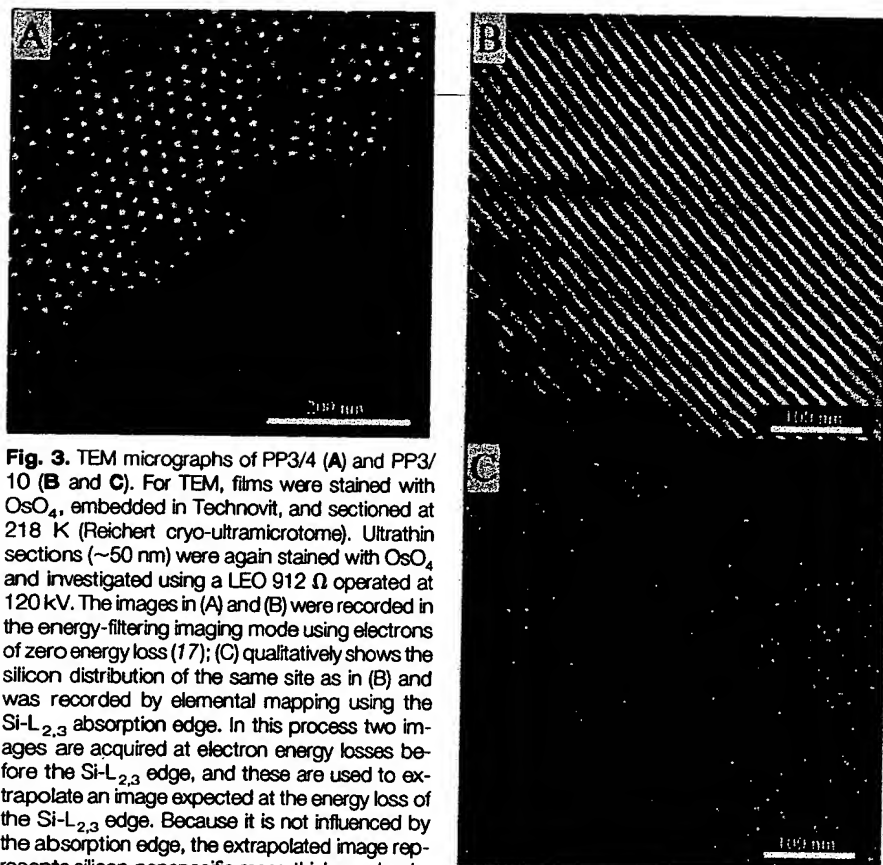 A
B
200 nm
100 nm
C
100 nm
Fig. 3. TEM micrographs of PP3/4 (A) and PP3/
10 (B and C). For TEM, films were stained with
OsO4, embedded in Technovit, and sectioned at
218 K (Reichert cryo-ultramicrotome). Ultrathin
sections (~50 nm) were again stained with OsO4
and investigated using a LEO 912 Ω operated at
120 kV. The images in (A) and (B) were recorded in
the energy-filtering imaging mode using electrons
of zero energy loss (17); (C) qualitatively shows the
silicon distribution of the same site as in (B) and
was recorded by elemental mapping using the
Si-L2,3 absorption edge. In this process two im-
ages are acquired at electron energy losses be-
fore the Si-L2,3 edge, and these are used to ex-
trapolate an image expected at the energy loss of
the Si-L2,3 edge. Because it is not influenced by
the absorption edge, the extrapolated image rep-